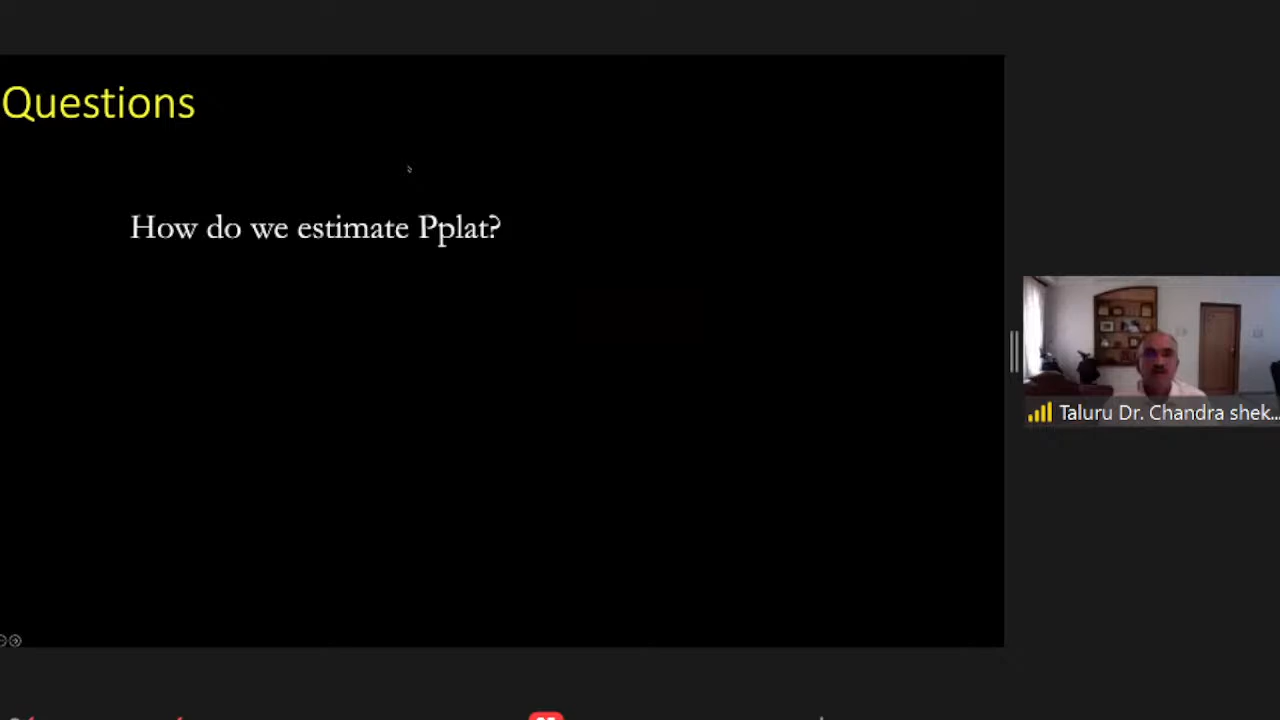 Questions
How do we estimate Pplat?
Taluru Dr. Chandra shek...